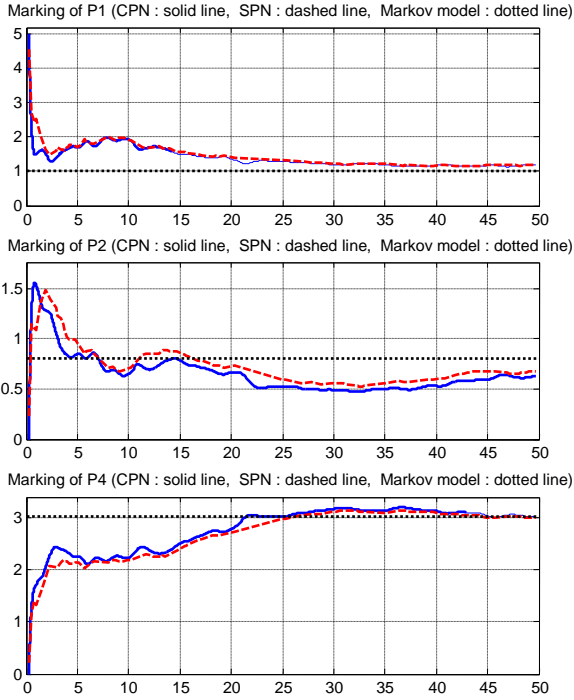 Marking of P1 (CPN : solid line, SPN : dashed line, Markov model : dotted line)
5
4
3
2
1
0
0 5 10 15 20 25 30 35 40 45 50
Marking of P2 (CPN : solid line, SPN : dashed line, Markov model : dotted line)
1.5
1
0.5
0
0 5 10 15 20 25 30 35 40 45 50
Marking of P4 (CPN : solid line, SPN : dashed line, Markov model : dotted line)
3
2
1
0
0 5 10 15 20 25 30 35 40 45 50